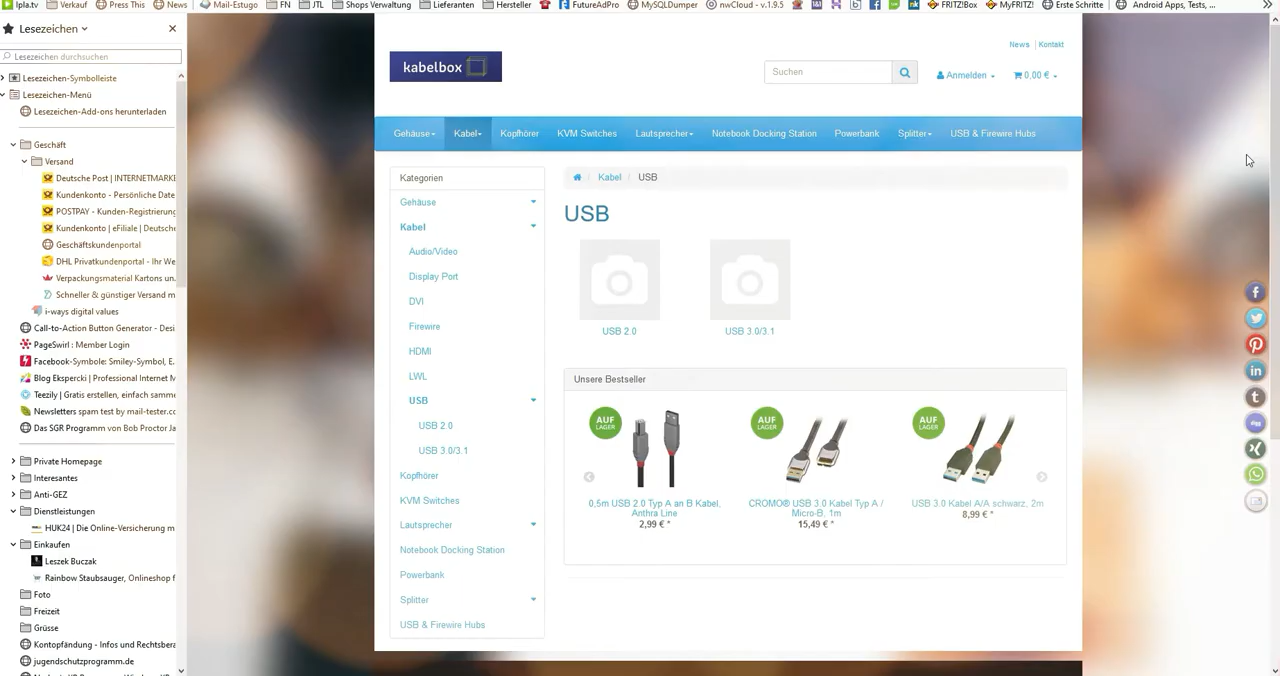 lpla.tv Verkauf Press This News Mail-Estugo FN JTL Shops Verwaltung Lieferanten Hersteller FutureAdPro MySQLDumper nwCloud - v.1.9.5 FRITZ!Box MyFRITZ! Erste Schritte Android Apps, Tests, ...
Lesezeichen
Lesezeichen durchsuchen
Lesezeichen-Symbolleiste
Lesezeichen-Menü
Lesezeichen-Add-ons herunterladen
Geschäft
Versand
Deutsche Post | INTERNETMARKE
Kundenkonto - Persönliche Date
POSTPAY - Kunden-Registrierung
Kundenkonto | eFiliale | Deutsche
Geschäftskundenportal
DHL Privatkundenportal - Ihr We
Verpackungsmaterial Kartons un
Schneller & günstiger Versand m
i-ways digital values
Call-to-Action Button Generator - Desi
PageSwirl : Member Login
Facebook-Symbole: Smiley-Symbol, E
Blog Ekspercki | Professional Internet M
Teezily | Gratis erstellen, einfach samme
Newsletters spam test by mail-tester.cc
Das SGR Programm von Bob Proctor Ja
Private Homepage
Interesantes
Anti-GEZ
Dienstleistungen
HUK24 | Die Online-Versicherung m
Einkaufen
Leszek Buczak
Rainbow Staubsauger, Onlineshop f
Foto
Freizeit
Grüsse
Kontopfändung - Infos und Rechtsbera
jugendschutzprogramm.de
kabelbox
News | Kontakt
Suchen
Anmelden
0,00 €
Gehäuse Kabel Kopfhörer KVM Switches Lautsprecher Notebook Docking Station Powerbank Splitter USB & Firewire Hubs
Kategorien
Gehäuse
Kabel
Audio/Video
Display Port
DVI
Firewire
HDMI
LWL
USB
USB 2.0
USB 3.0/3.1
Kopfhörer
KVM Switches
Lautsprecher
Notebook Docking Station
Powerbank
Splitter
USB & Firewire Hubs
/ Kabel / USB
USB
USB 2.0
USB 3.0/3.1
Unsere Bestseller
AUF LAGER
0,5m USB 2.0 Typ A an B Kabel,
Anthra Line
2,99 € *
AUF LAGER
CROMO® USB 3.0 Kabel Typ A /
Micro-B, 1m
15,49 € *
AUF LAGER
USB 3.0 Kabel A/A schwarz, 2m
8,99 € *